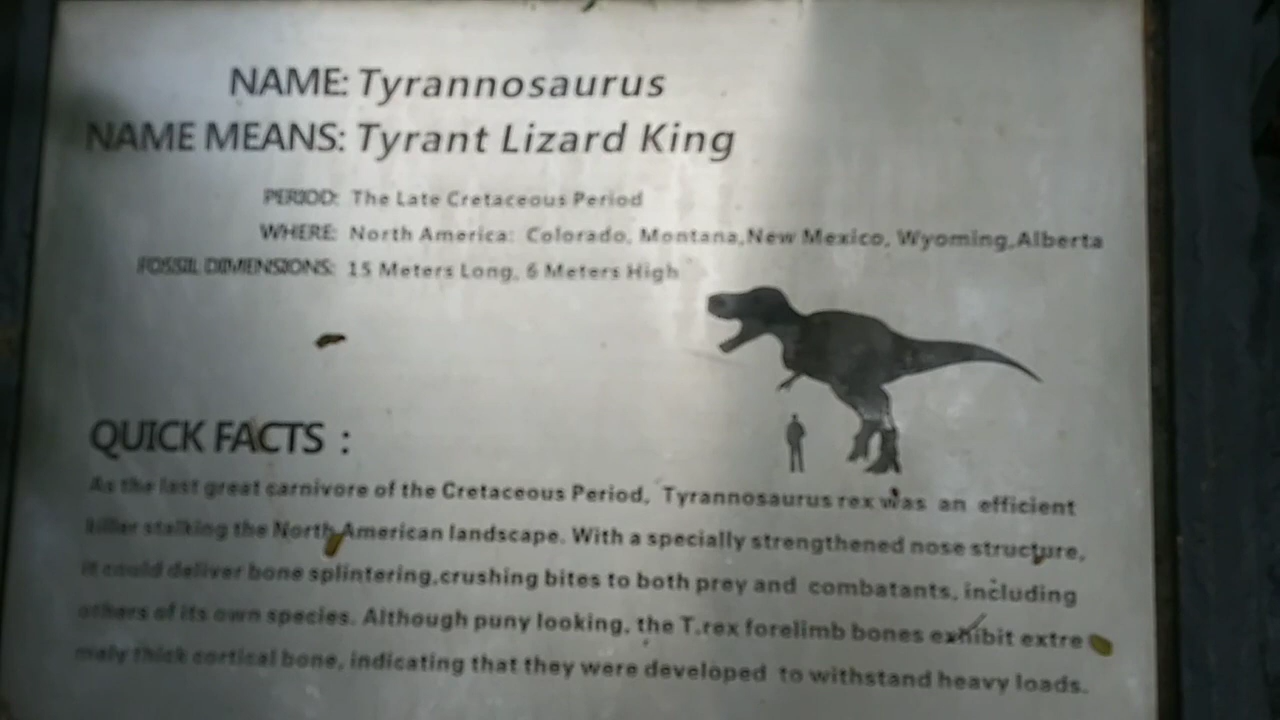 NAME: Tyrannosaurus
NAME MEANS: Tyrant Lizard King
PERIOD: The Late Cretaceous Period
WHERE: North America: Colorado, Montana,New Mexico, Wyoming,Alberta
FOSSIL DIMENSIONS: 15 Meters Long, 6 Meters High
QUICK FACTS :
As the last great carnivore of the Cretaceous Period, Tyrannosaurus rex was an efficient
killer stalking the North American landscape. With a specially strengthened nose structure,
it could deliver bone splintering,crushing bites to both prey and combatants, including
others of its own species. Although puny looking, the T.rex forelimb bones exhibit extre
mely thick cortical bone, indicating that they were developed to withstand heavy loads.